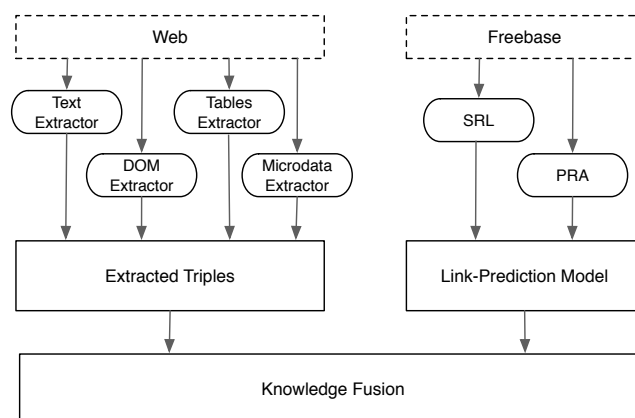 Web
Freebase
Text
Extractor
Tables
Extractor
SRL
DOM
Extractor
Microdata
Extractor
PRA
Extracted Triples
Link-Prediction Model
Knowledge Fusion